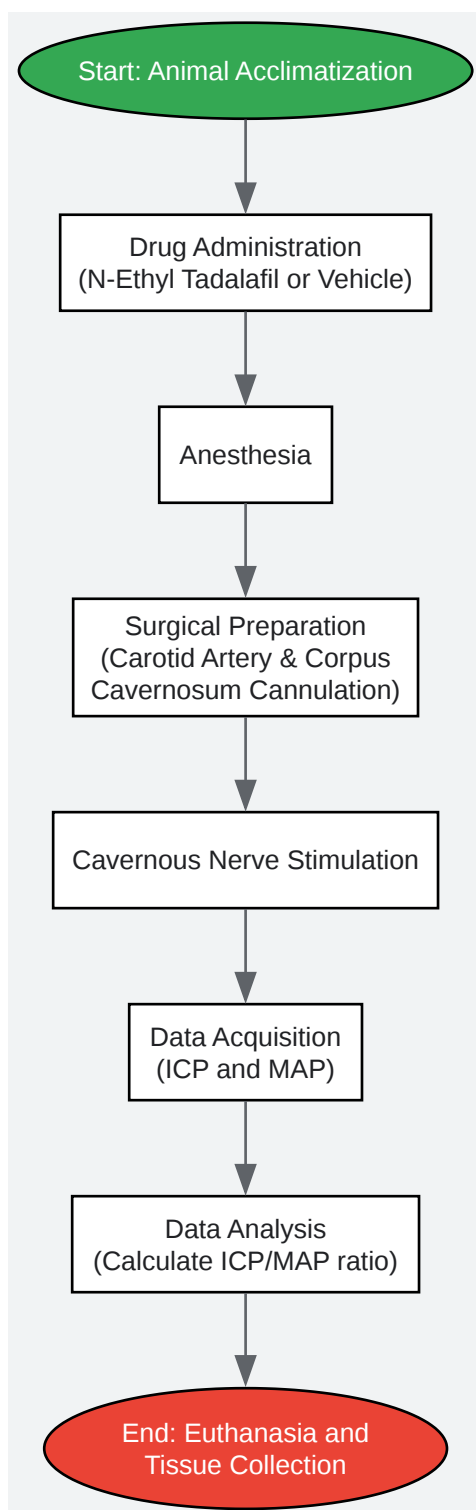 Start: Animal Acclimatization
Drug Administration
(N-Ethyl Tadalafil or Vehicle)
Anesthesia
Surgical Preparation
(Carotid Artery & Corpus
Cavernosum Cannulation)
Cavernous Nerve Stimulation
Data Acquisition
(ICP and MAP)
Data Analysis
(Calculate ICP/MAP ratio)
End: Euthanasia and
Tissue Collection